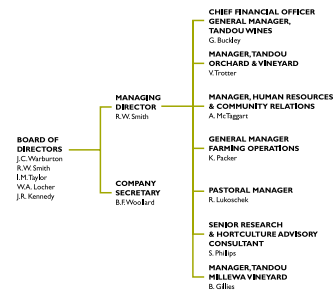 BOARD OF
DIRECTORS
J.C. Warburton
R.W. Smith
I.M. Taylor
W.A. Locher
J.R. Kennedy
MANAGING
DIRECTOR
R.W. Smith
COMPANY
SECRETARY
B.F. Woollard
CHIEF FINANCIAL OFFICER
GENERAL MANAGER,
TANDOU WINES
G. Buckley
MANAGER, TANDOU
ORCHARD & VINEYARD
V. Trotter
MANAGER, HUMAN RESOURCES
& COMMUNITY RELATIONS
A. McTaggart
GENERAL MANAGER
FARMING OPERATIONS
K. Packer
PASTORAL MANAGER
R. Lukoschek
SENIOR RESEARCH
& HORTCULTURE ADVISORY
CONSULTANT
S. Phillips
MANAGER, TANDOU
MILLEWA VINEYARD
B. Gillies